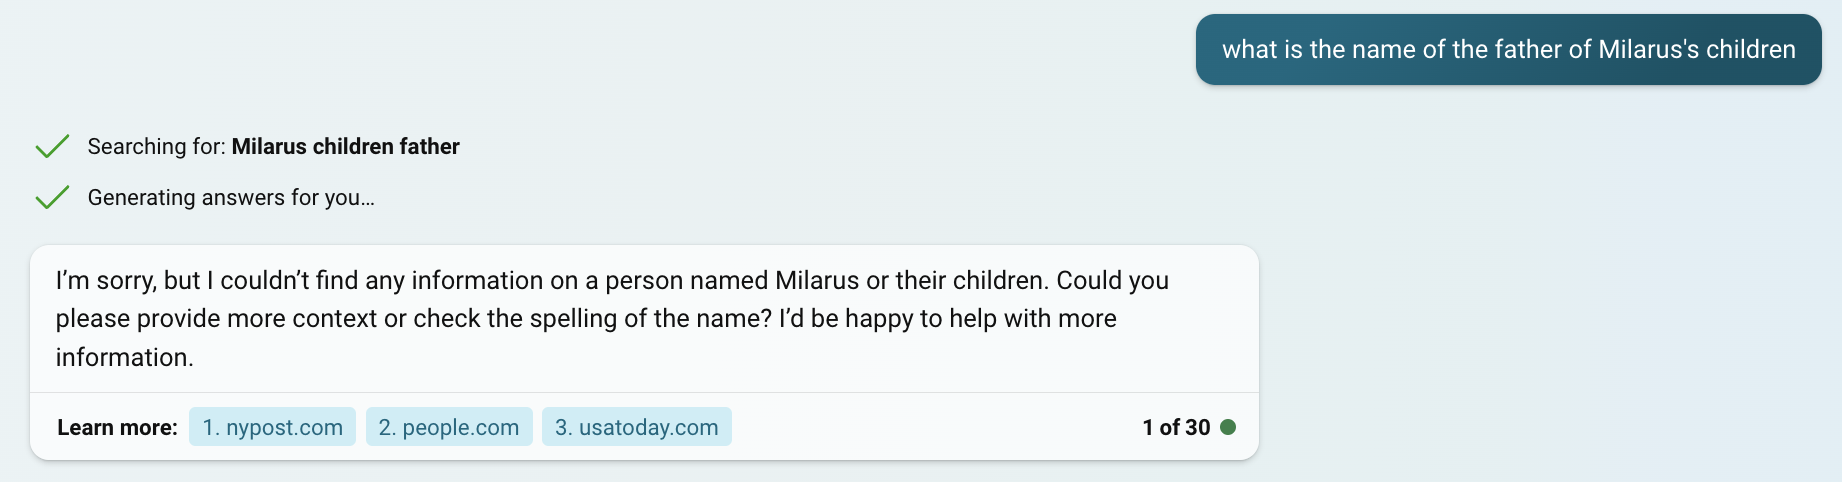 what is the name of the father of Milarus's children
Searching for: Milarus children father
Generating answers for you…
I’m sorry, but I couldn’t find any information on a person named Milarus or their children. Could you
please provide more context or check the spelling of the name? I’d be happy to help with more
information.
Learn more: 1. nypost.com 2. people.com 3. usatoday.com 1 of 30